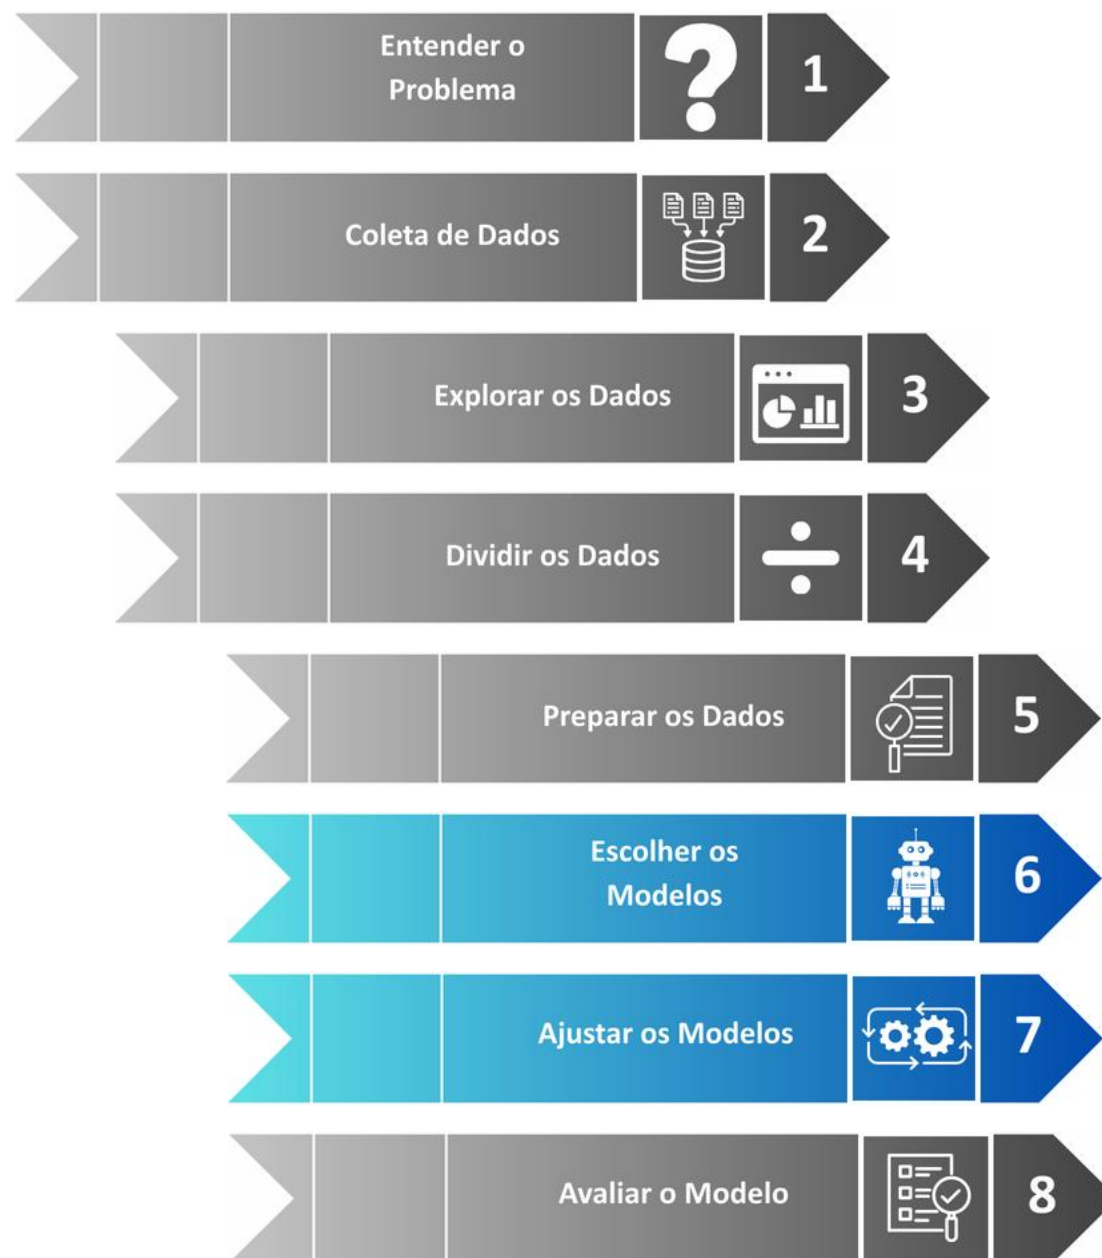 Entender o
Problema
1
Coleta de Dados
2
Explorar os Dados
3
Dividir os Dados
4
Preparar os Dados
5
Escolher os
Modelos
6
Ajustar os Modelos
7
Avaliar o Modelo
8